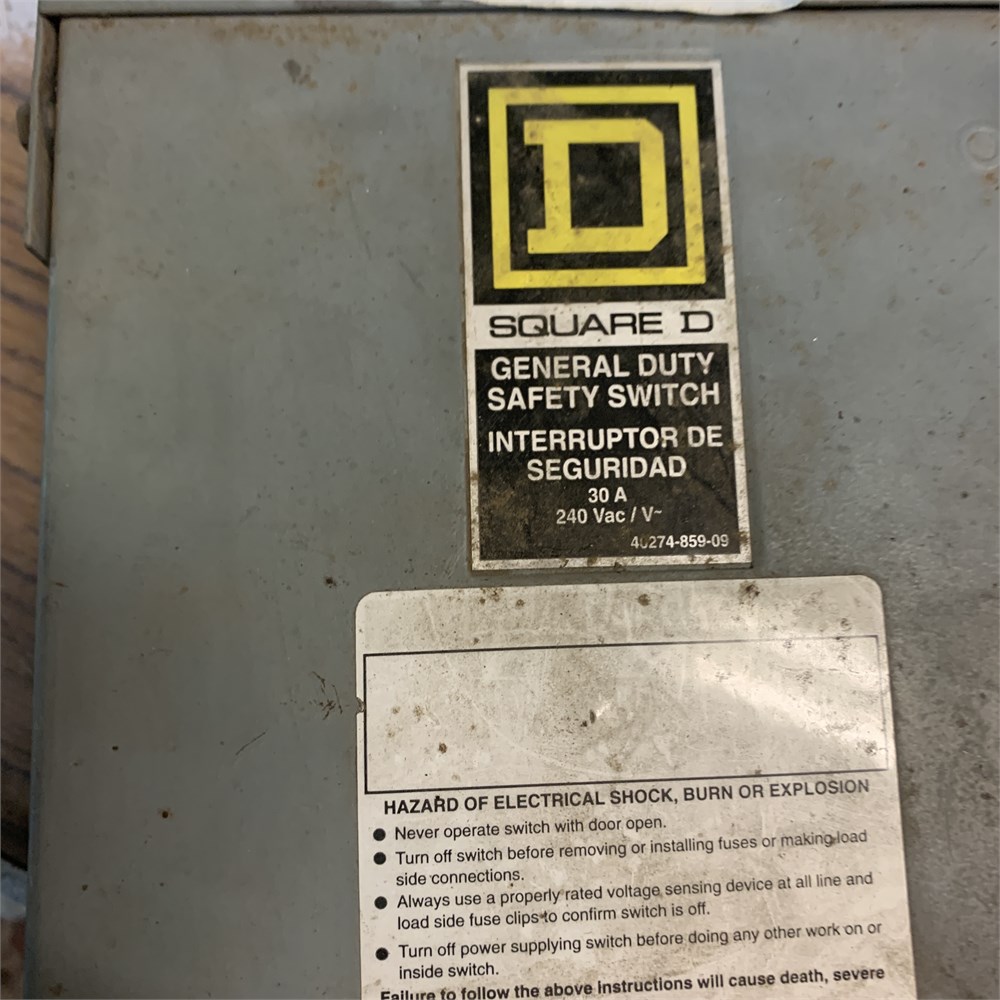 D
SQUARE D
GENERAL DUTY
SAFETY SWITCH
INTERRUPTOR DE
SEGURIDAD
30 A
240 Vac / V~
40274-859-09
HAZARD OF ELECTRICAL SHOCK, BURN OR EXPLOSION
● Never operate switch with door open.
● Turn off switch before removing or installing fuses or making load
side connections.
● Always use a properly rated voltage sensing device at all line and
load side fuse clips to confirm switch is off.
● Turn off power supplying switch before doing any other work on or
inside switch.
Failure to follow the above instructions will cause death, severe